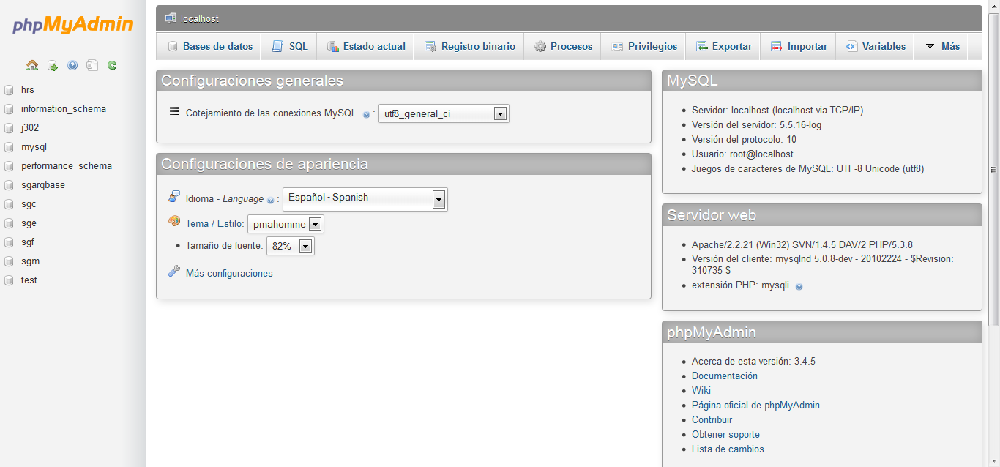 phpMyAdmin
hrs
information_schema
j302
mysql
performance_schema
sgarqbase
sgc
sge
sgf
sgm
test
localhost
Bases de datos SQL Estado actual Registro binario Procesos Privilegios Exportar Importar Variables Más
Configuraciones generales
Cotejamiento de las conexiones MySQL : utf8_general_ci
Configuraciones de apariencia
Idioma - Language : Español - Spanish
Tema / Estilo: pmahomme
• Tamaño de fuente: 82%
Más configuraciones
MySQL
• Servidor: localhost (localhost via TCP/IP)
• Versión del servidor: 5.5.16-log
• Versión del protocolo: 10
• Usuario: root@localhost
• Juegos de caracteres de MySQL: UTF-8 Unicode (utf8)
Servidor web
• Apache/2.2.21 (Win32) SVN/1.4.5 DAV/2 PHP/5.3.8
• Versión del cliente: mysqlnd 5.0.8-dev - 20102224 - $Revision:
310735 $
• extensión PHP: mysqli
phpMyAdmin
• Acerca de esta versión: 3.4.5
• Documentación
• Wiki
• Página oficial de phpMyAdmin
• Contribuir
• Obtener soporte
• Lista de cambios